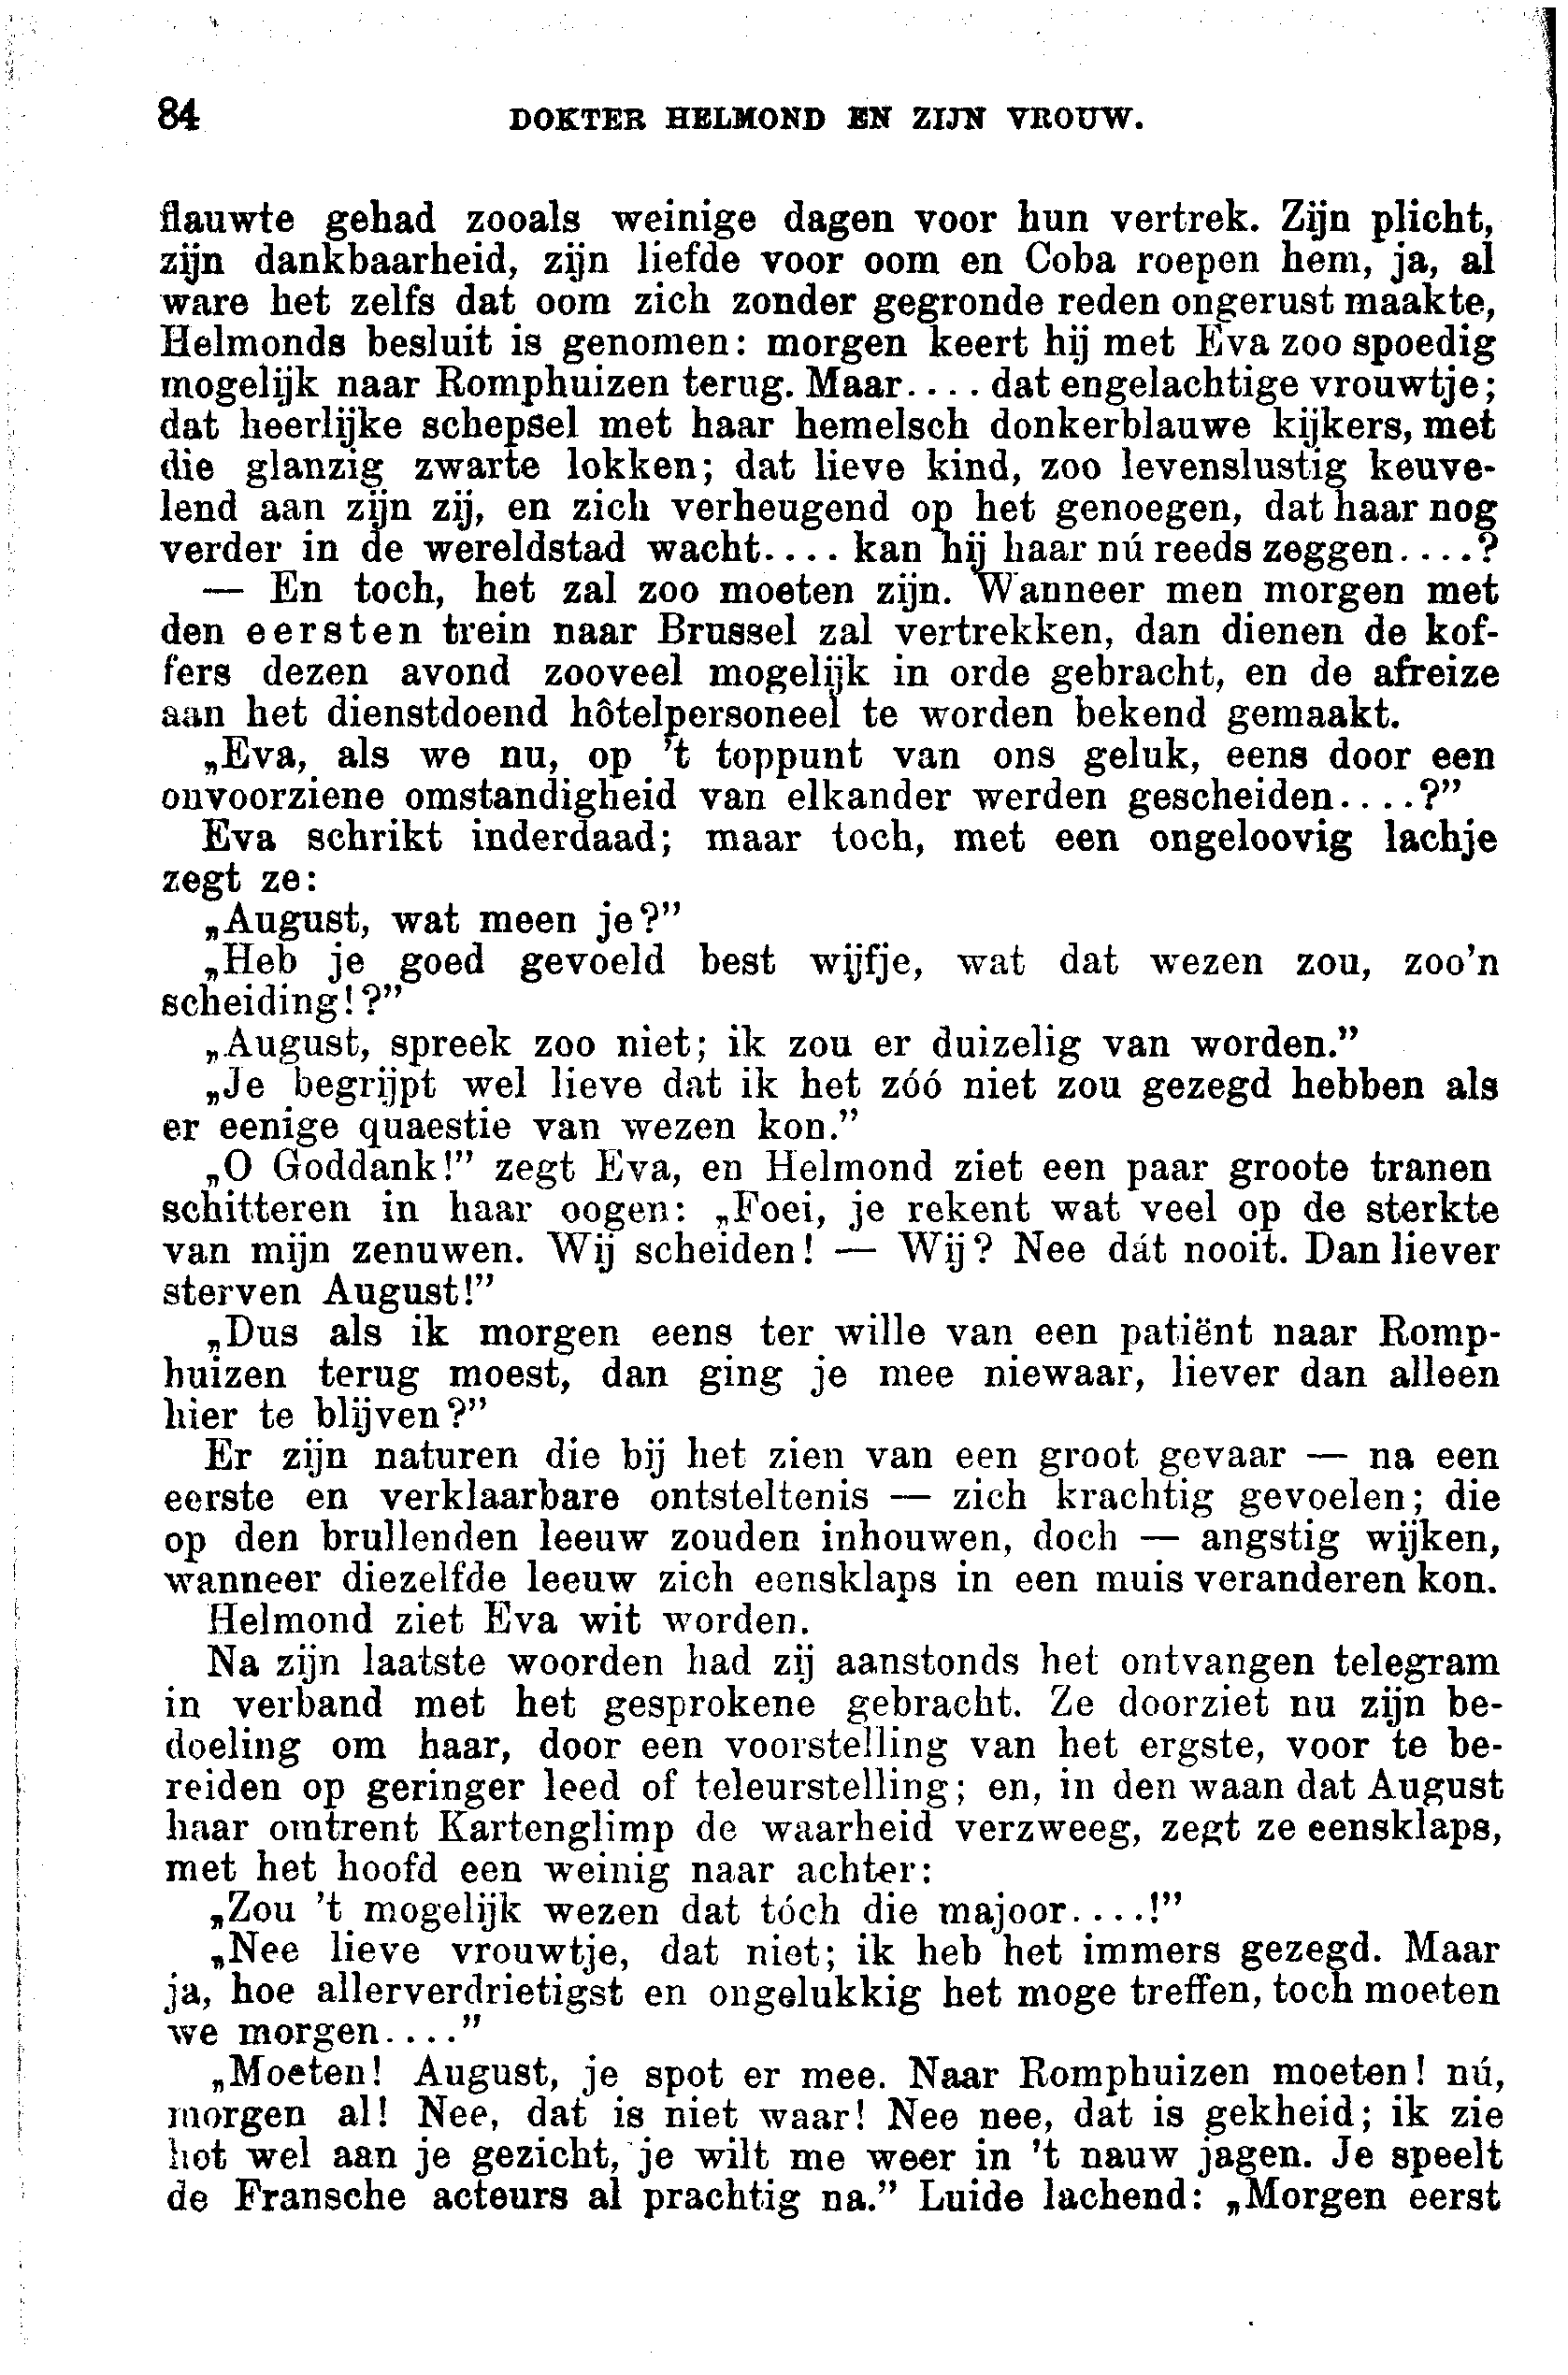 84 DOKTER HELMOND EN ZIJN VROUW.
flauwte gehad zooals weinige dagen voor hun vertrek. Zijn plicht,
zijn dankbaarheid, zijn liefde voor oom en Coba roepen hem, ja, al
ware het zelfs dat oom zich zonder gegronde reden ongerust maakte,
Helmonds besluit is genomen: morgen keert hij met Eva zoo spoedig
mogelijk naar Romphuizen terug. Maar.... dat engelachtige vrouwtje;
dat heerlijke schepsel met haar hemelsch donkerblauwe kijkers, met
die glanzig zwarte lokken; dat lieve kind, zoo levenslustig keuve-
lend aan zijn zij, en zich verheugend op het genoegen, dat haar nog
verder in de wereldstad wacht.... kan hij haar nú reeds zeggen....?
— En toch, het zal zoo moeten zijn. Wanneer men morgen met
den eersten trein naar Brussel zal vertrekken, dan dienen de kof-
fers dezen avond zooveel mogelijk in orde gebracht, en de afreize
aan het dienstdoend hôtelpersoneel te worden bekend gemaakt.
„Eva, als we nu, op 't toppunt van ons geluk, eens door een
onvoorziene omstandigheid van elkander werden gescheiden....?”
Eva schrikt inderdaad; maar toch, met een ongeloovig lachje
zegt ze:
„August, wat meen je?”
„Heb je goed gevoeld best wijfje, wat dat wezen zou, zoo'n
scheiding!?”
„August, spreek zoo niet; ik zou er duizelig van worden.”
„Je begrijpt wel lieve dat ik het zóó niet zou gezegd hebben als
er eenige quaestie van wezen kon.”
„O Goddank!” zegt Eva, en Helmond ziet een paar groote tranen
schitteren in haar oogen: „Foei, je rekent wat veel op de sterkte
van mijn zenuwen. Wij scheiden! — Wij? Nee dát nooit. Dan liever
sterven August!”
„Dus als ik morgen eens ter wille van een patiënt naar Romp-
huizen terug moest, dan ging je mee niewaar, liever dan alleen
hier te blijven?”
Er zijn naturen die bij het zien van een groot gevaar — na een
eerste en verklaarbare ontsteltenis — zich krachtig gevoelen; die
op den brullenden leeuw zouden inhouwen, doch — angstig wijken,
wanneer diezelfde leeuw zich eensklaps in een muis veranderen kon.
Helmond ziet Eva wit worden.
Na zijn laatste woorden had zij aanstonds het ontvangen telegram
in verband met het gesprokene gebracht. Ze doorziet nu zijn be-
doeling om haar, door een voorstelling van het ergste, voor te be-
reiden op geringer leed of teleurstelling; en, in den waan dat August
haar omtrent Kartenglimp de waarheid verzweeg, zegt ze eensklaps,
met het hoofd een weinig naar achter:
„Zou 't mogelijk wezen dat tóch die majoor....!”
„Nee lieve vrouwtje, dat niet; ik heb het immers gezegd. Maar
ja, hoe allerverdrietigst en ongelukkig het moge treffen, toch moeten
we morgen....”
„Moeten! August, je spot er mee. Naar Romphuizen moeten! nú,
morgen al! Nee, dat is niet waar! Nee nee, dat is gekheid; ik zie
het wel aan je gezicht, je wilt me weer in 't nauw jagen. Je speelt
de Fransche acteurs al prachtig na.” Luide lachend: „Morgen eerst